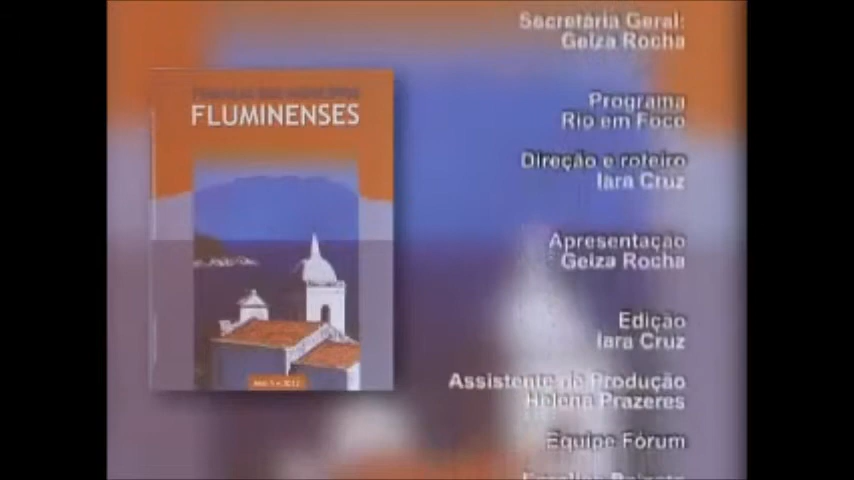 FLUMINENSES
Secretária Geral:
Geiza Rocha
Programa
Rio em Foco
Direção e roteiro
Iara Cruz
Apresentação
Geiza Rocha
Edição
Iara Cruz
Assistente de Produção
Helena Prazeres
Equipe Fórum